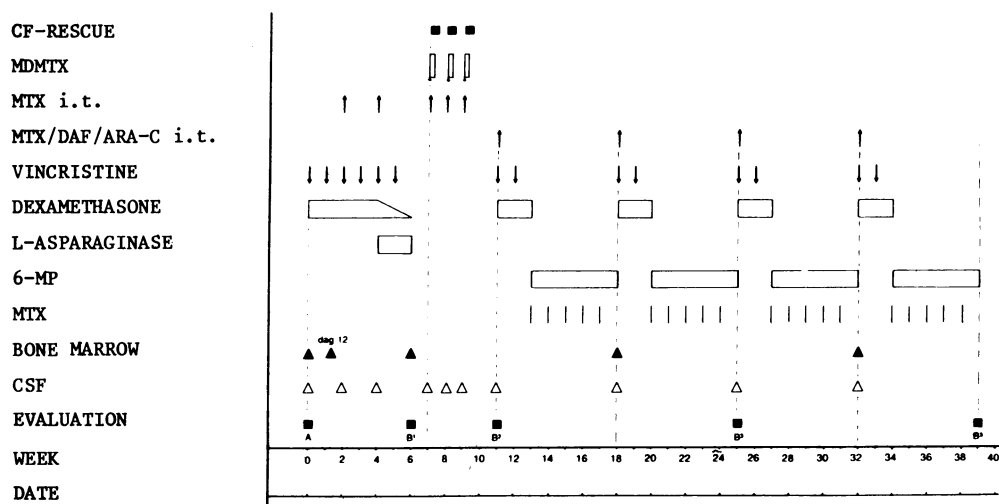 CF-RESCUE
MDMTX
MTX i.t.
MTX/DAF/ARA-C i.t.
VINCRISTINE
DEXAMETHASONE
L-ASPARAGINASE
6-MP
MTX
dag 12
BONE MARROW
CSF
EVALUATION
A B¹ B² B³ B³
WEEK 0 2 4 6 8 10 12 14 16 18 20 22 24 26 28 30 32 34 36 38 40
DATE